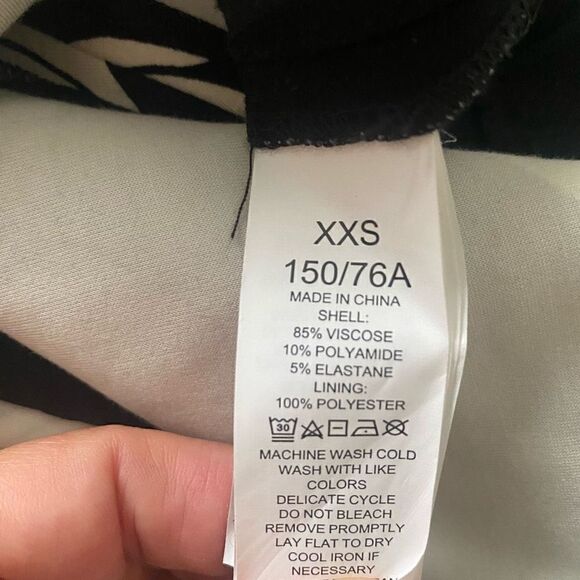 XXS
150/76A
MADE IN CHINA
SHELL:
85% VISCOSE
10% POLYAMIDE
5% ELASTANE
LINING:
100% POLYESTER
30
MACHINE WASH COLD
WASH WITH LIKE
COLORS
DELICATE CYCLE
DO NOT BLEACH
REMOVE PROMPTLY
LAY FLAT TO DRY
COOL IRON IF
NECESSARY